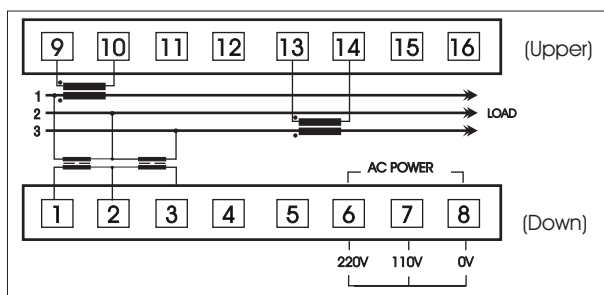 9 10 11 12 13 14 15 16 (Upper)
1
2 LOAD
3
AC POWER
1 2 3 4 5 6 7 8 (Down)
220V 110V 0V